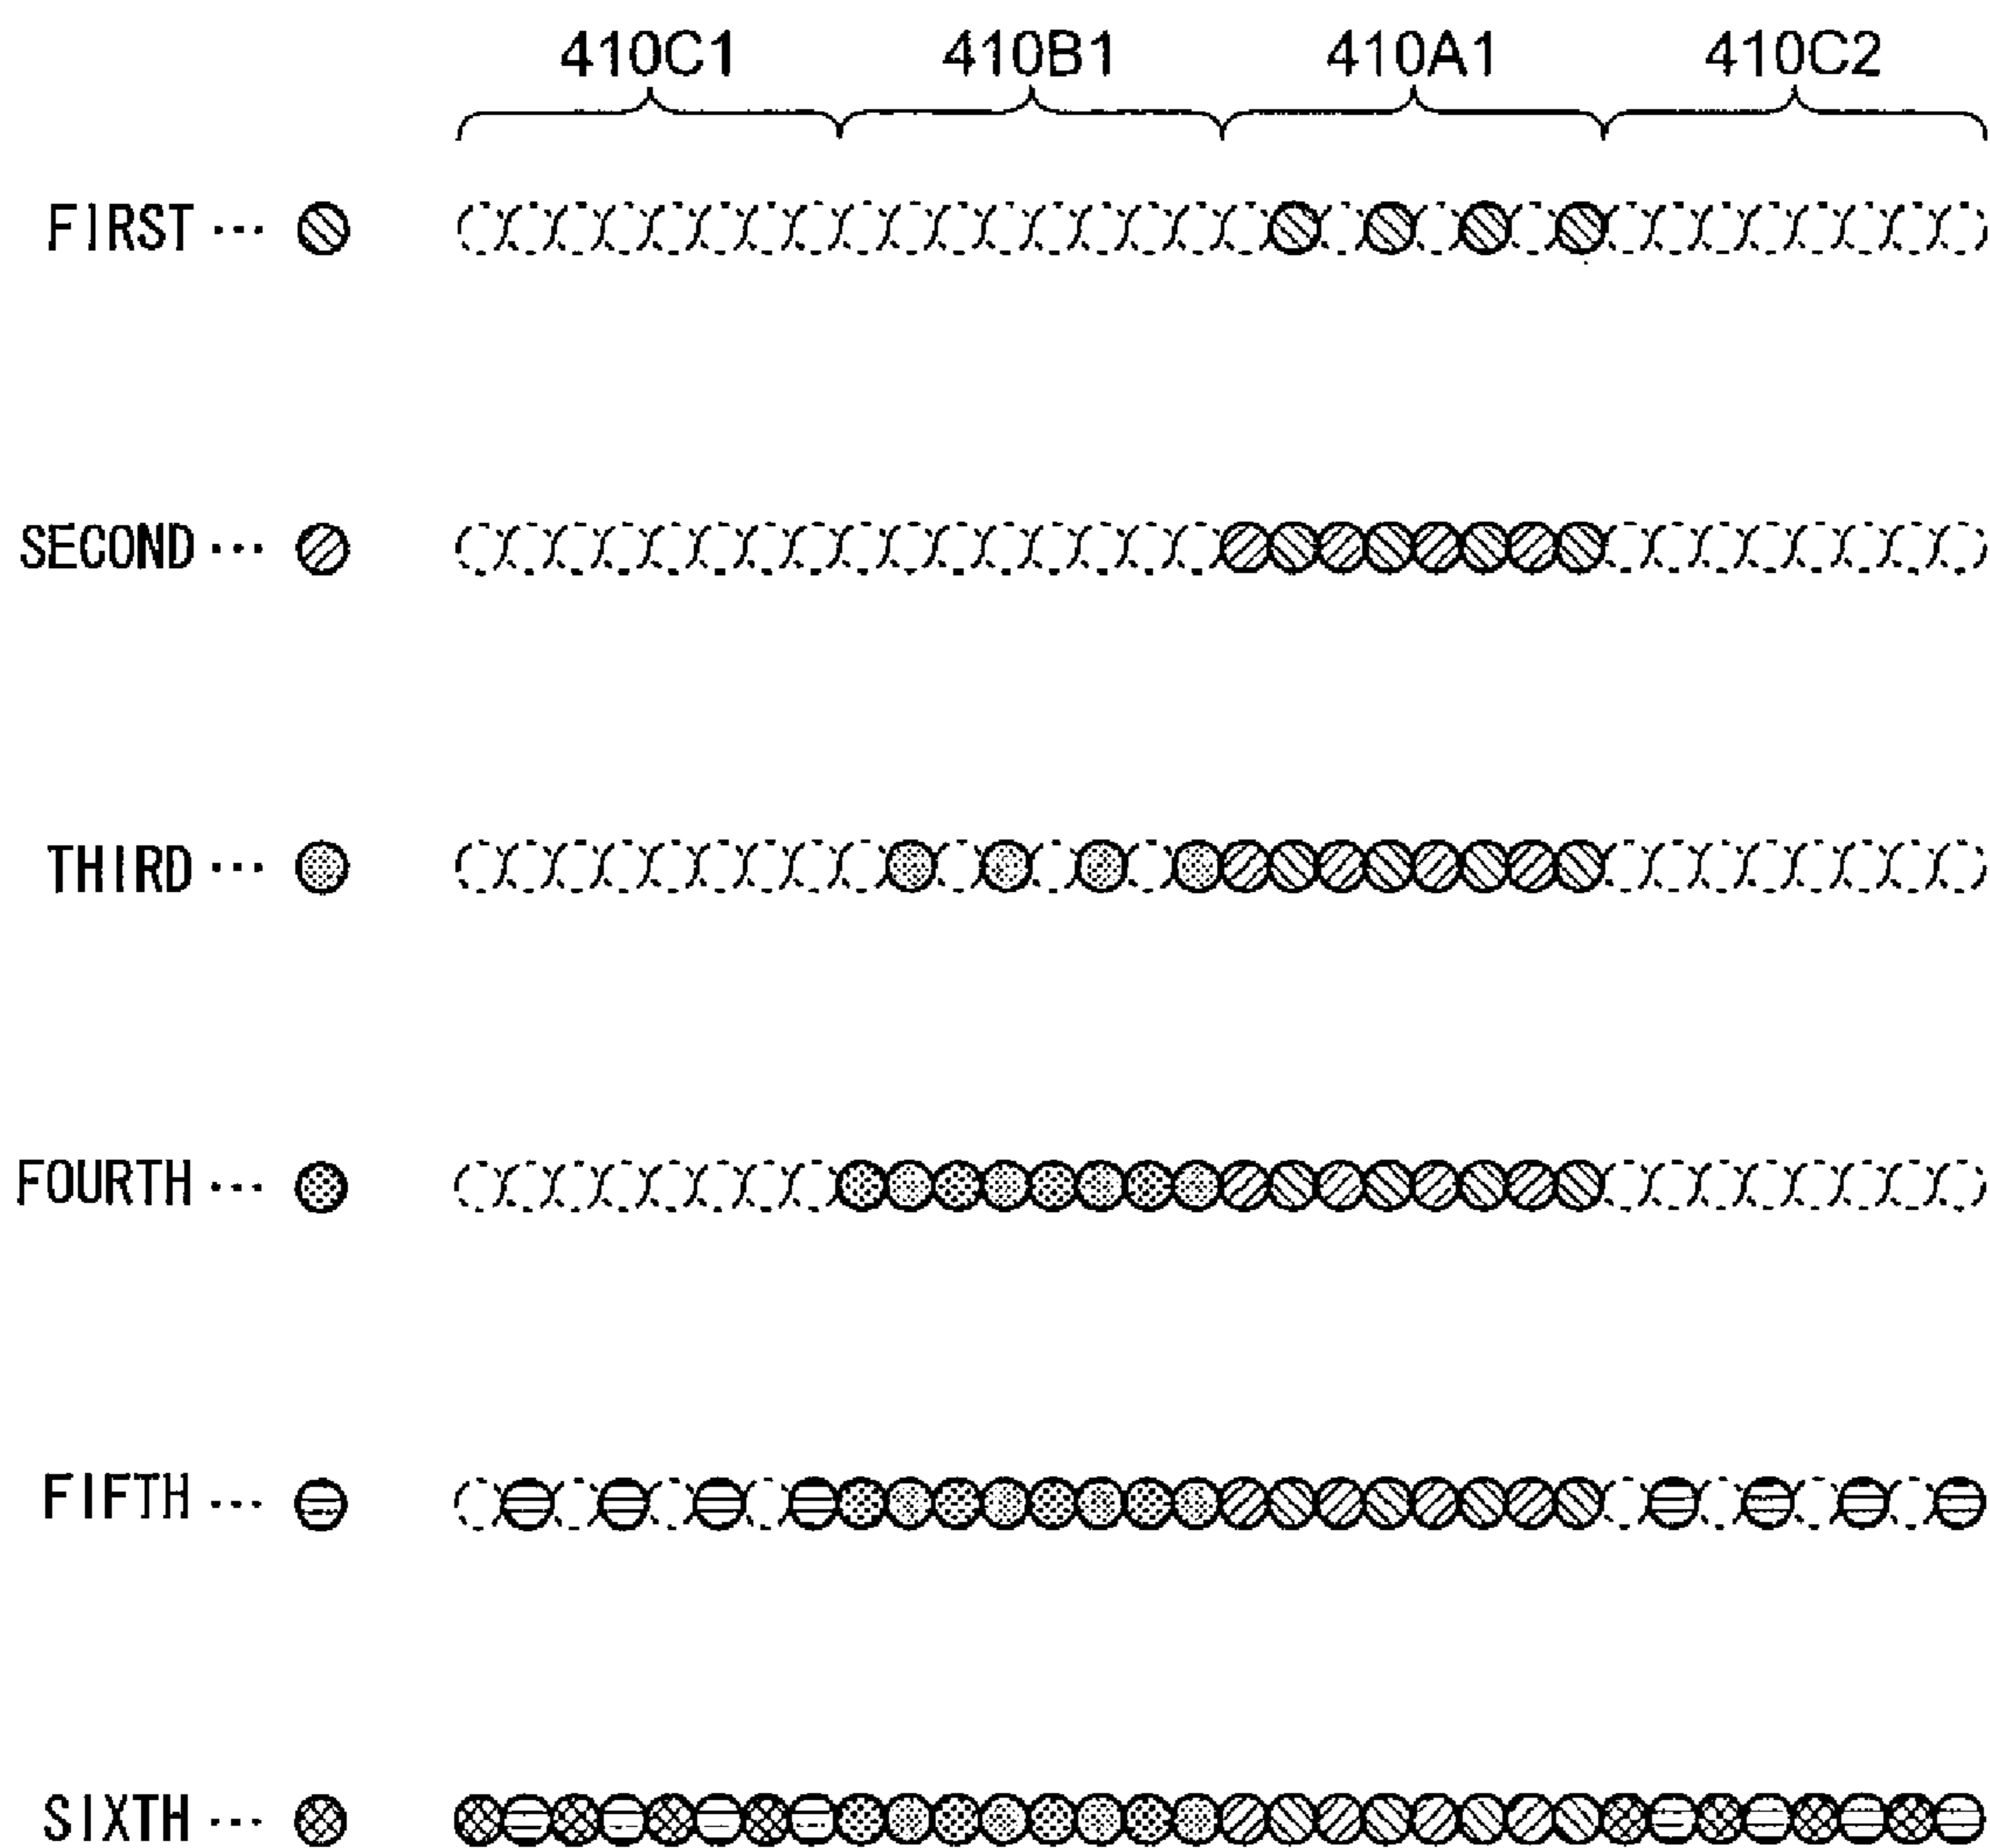 410C1 410B1 410A1 410C2
FIRST ···
SECOND ···
THIRD ···
FOURTH ···
FIFTH ···
SIXTH ···